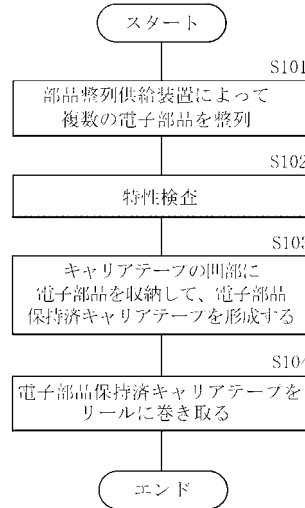 スタート
S101
部品整列供給装置によって
複数の電子部品を整列
S102
特性検査
S103
キャリアテープの凹部に
電子部品を収納して、電子部品
保持済キャリアテープを形成する
S104
電子部品保持済キャリアテープを
リールに巻き取る
エンド